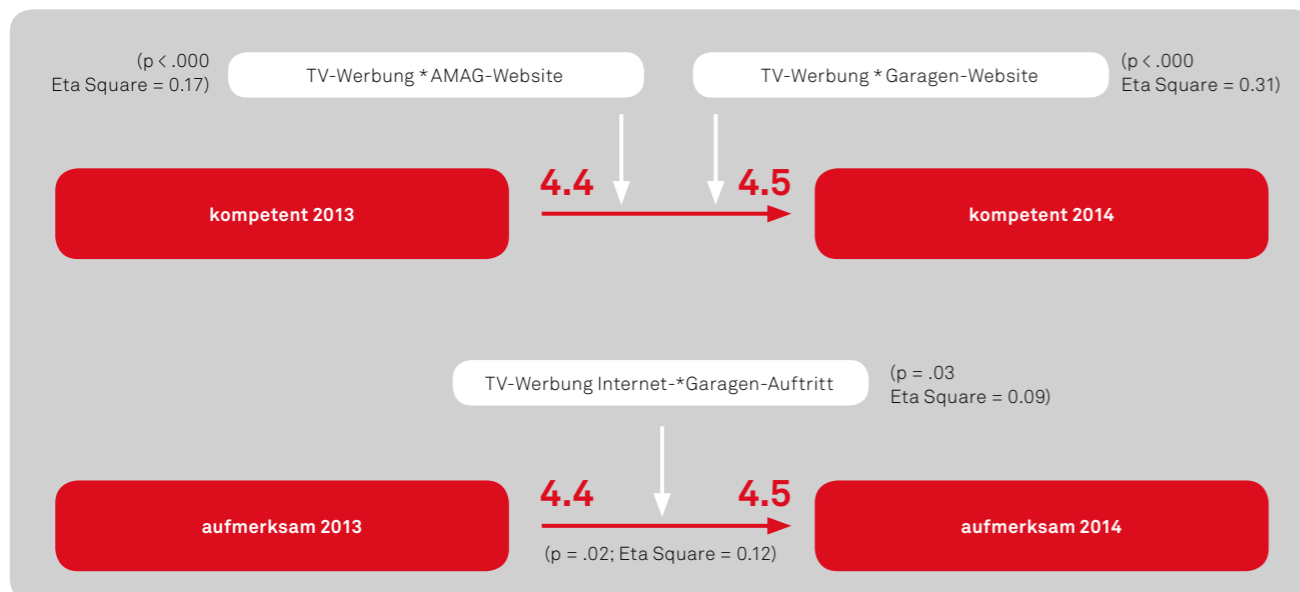 (p < .000
Eta Square = 0.17)
TV-Werbung * AMAG-Website
TV-Werbung * Garagen-Website
(p < .000
Eta Square = 0.31)
kompetent 2013
4.4
4.5
kompetent 2014
TV-Werbung Internet-*Garagen-Auftritt
(p = .03
Eta Square = 0.09)
aufmerksam 2013
4.4
4.5
aufmerksam 2014
(p = .02; Eta Square = 0.12)